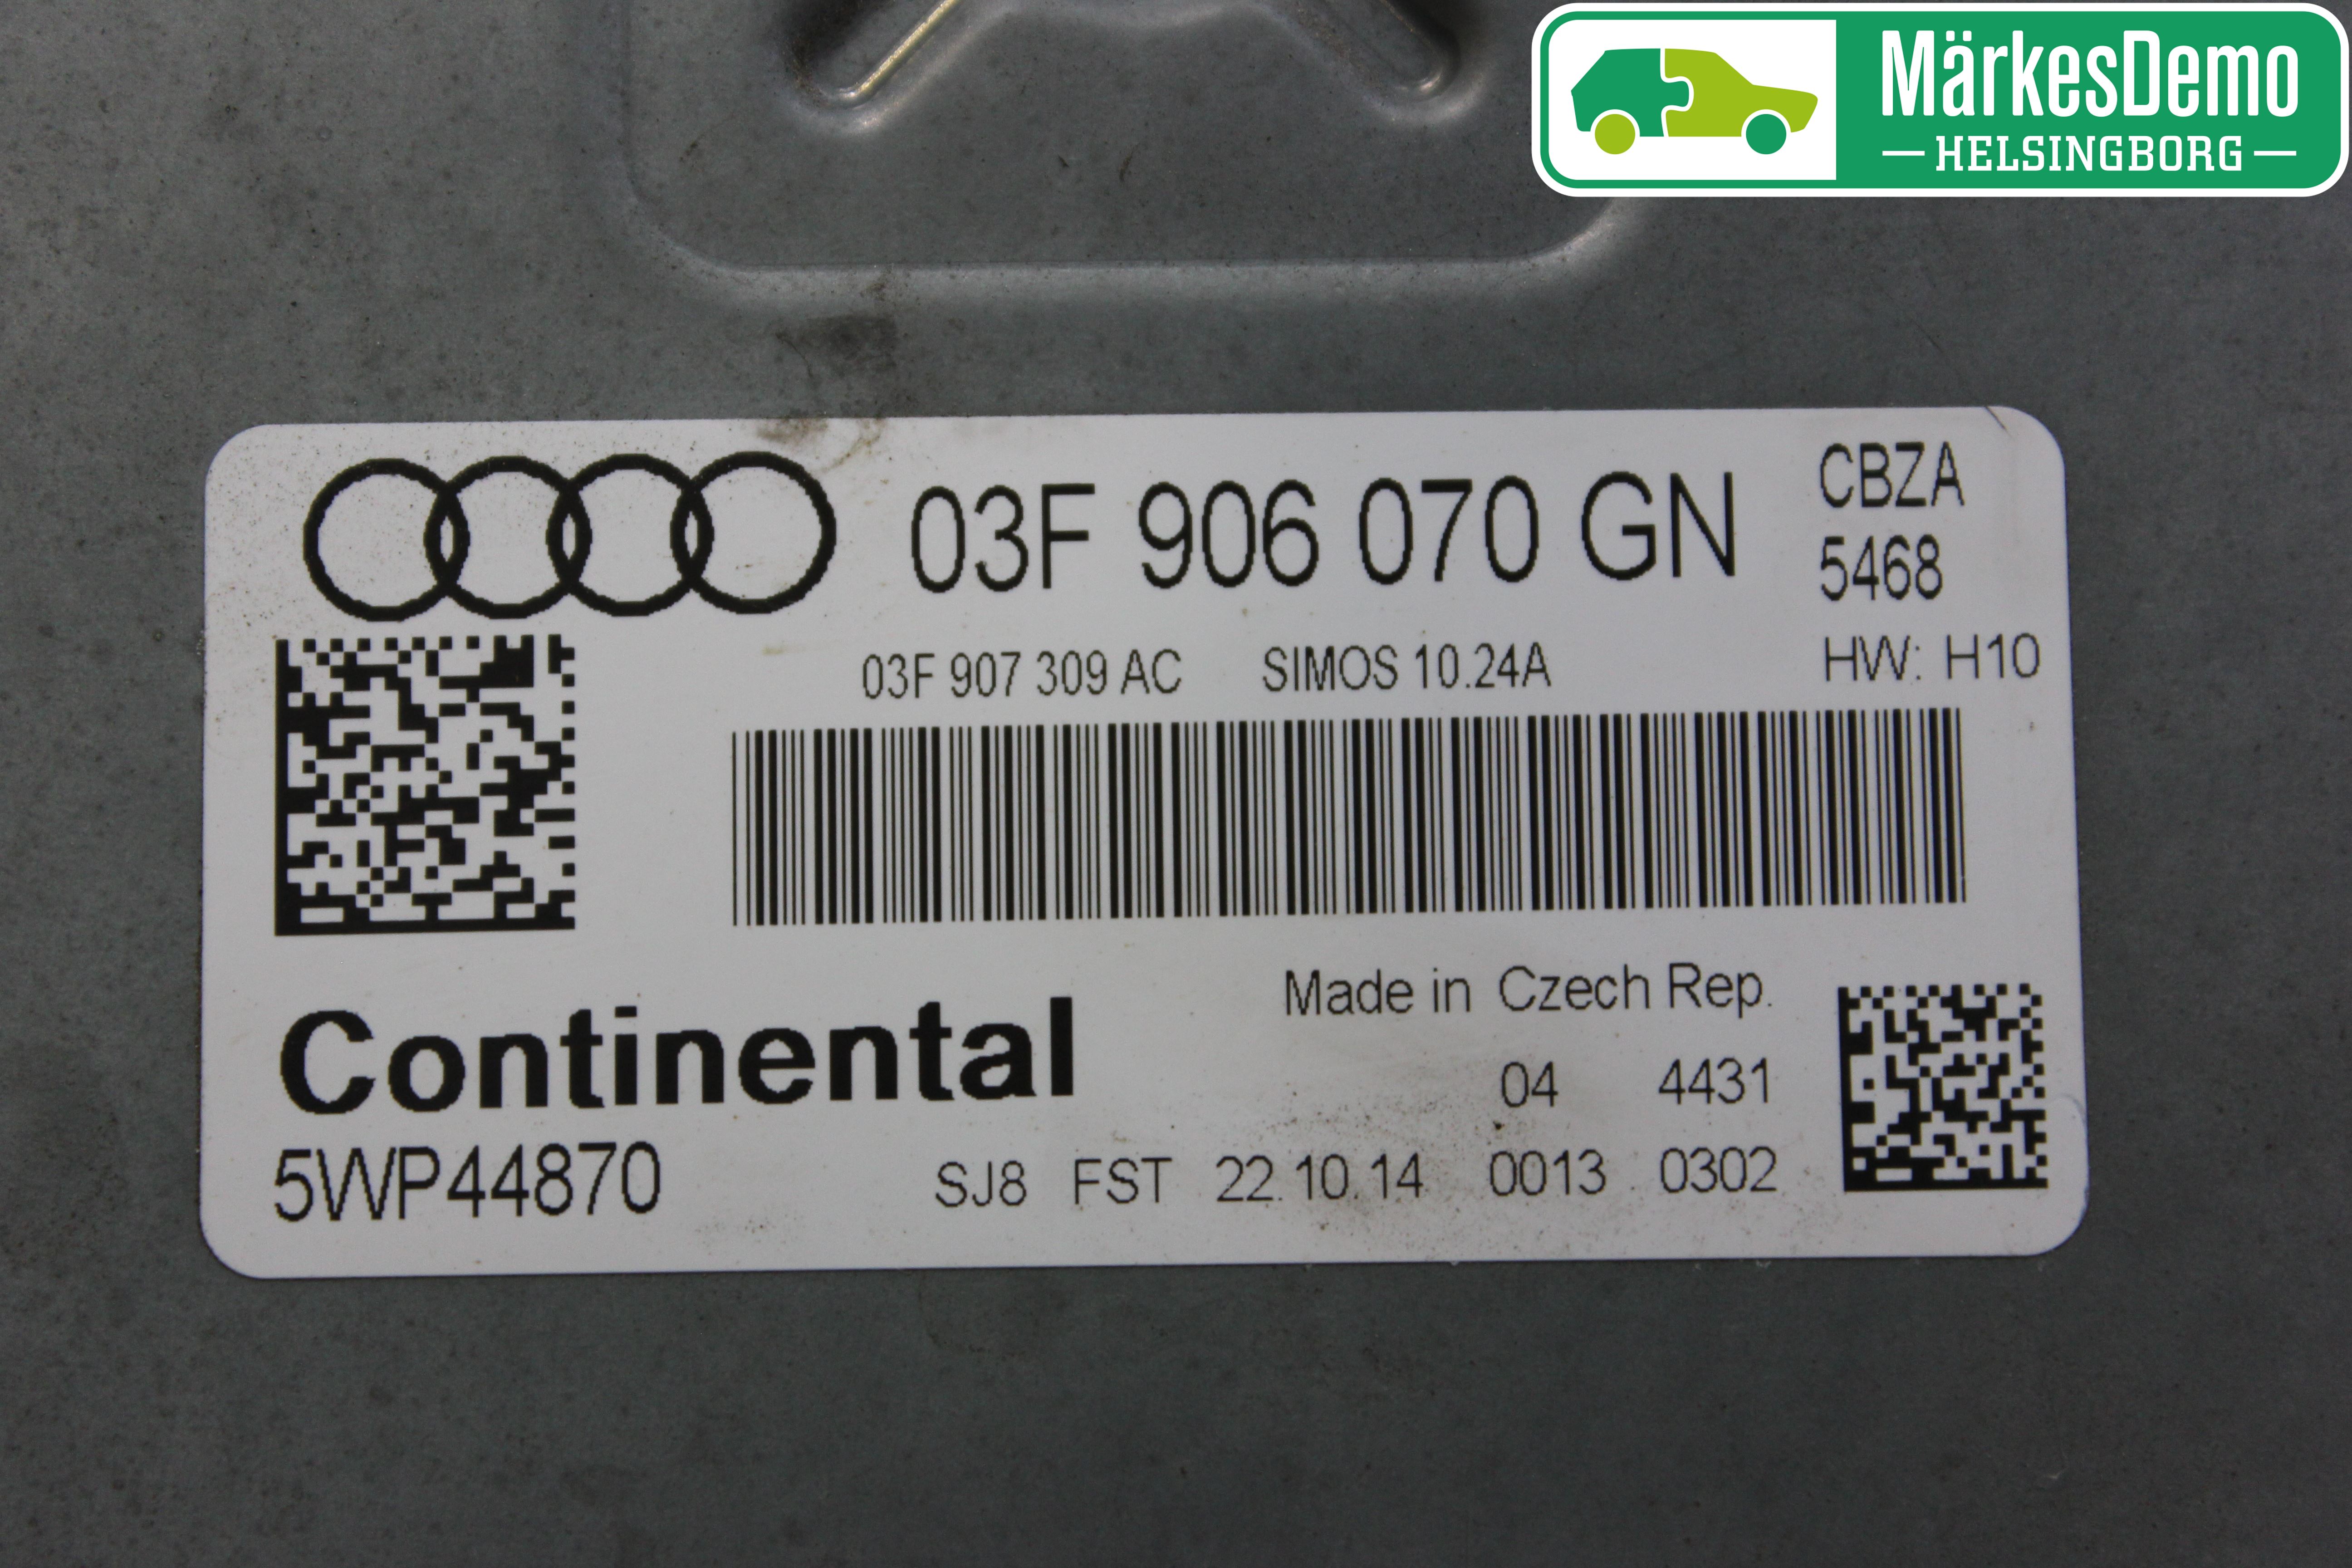 MärkesDemo
HELSINGBORG
03F 906 070 GN
CBZA
5468
03F 907 309 AC SIMOS 10.24A HW: H10
Made in Czech Rep.
Continental
04 4431
5WP44870 SJ8 FST 22.10.14 0013 0302